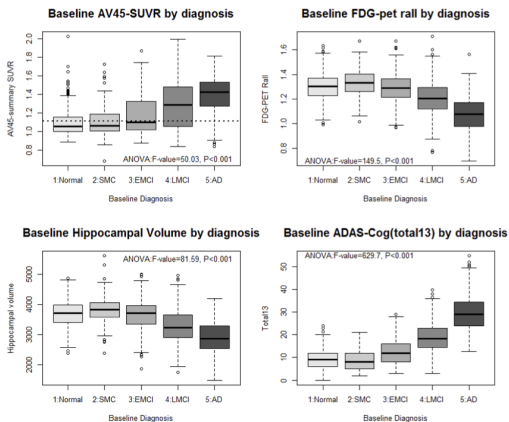 Baseline AV45-SUVR by diagnosis
AV45-summary SUVR
2.0
1.8
1.6
1.4
1.2
1.0
0.8
ANOVA:F-value=50.03, P<0.001
1:Normal 2:SMC 3:EMCI 4:LMCI 5:AD
Baseline Diagnosis
Baseline FDG-pet rall by diagnosis
FDG-PET Rall
1.6
1.4
1.2
1.0
0.8
ANOVA:F-value=149.5, P<0.001
1:Normal 2:SMC 3:EMCI 4:LMCI 5:AD
Baseline Diagnosis
Baseline Hippocampal Volume by diagnosis
Hippocampal volume
5000
4000
3000
2000
ANOVA:F-value=81.59, P<0.001
1:Normal 2:SMC 3:EMCI 4:LMCI 5:AD
Baseline Diagnosis
Baseline ADAS-Cog(total13) by diagnosis
Total13
50
40
30
20
10
0
ANOVA:F-value=629.7, P<0.001
1:Normal 2:SMC 3:EMCI 4:LMCI 5:AD
Baseline Diagnosis